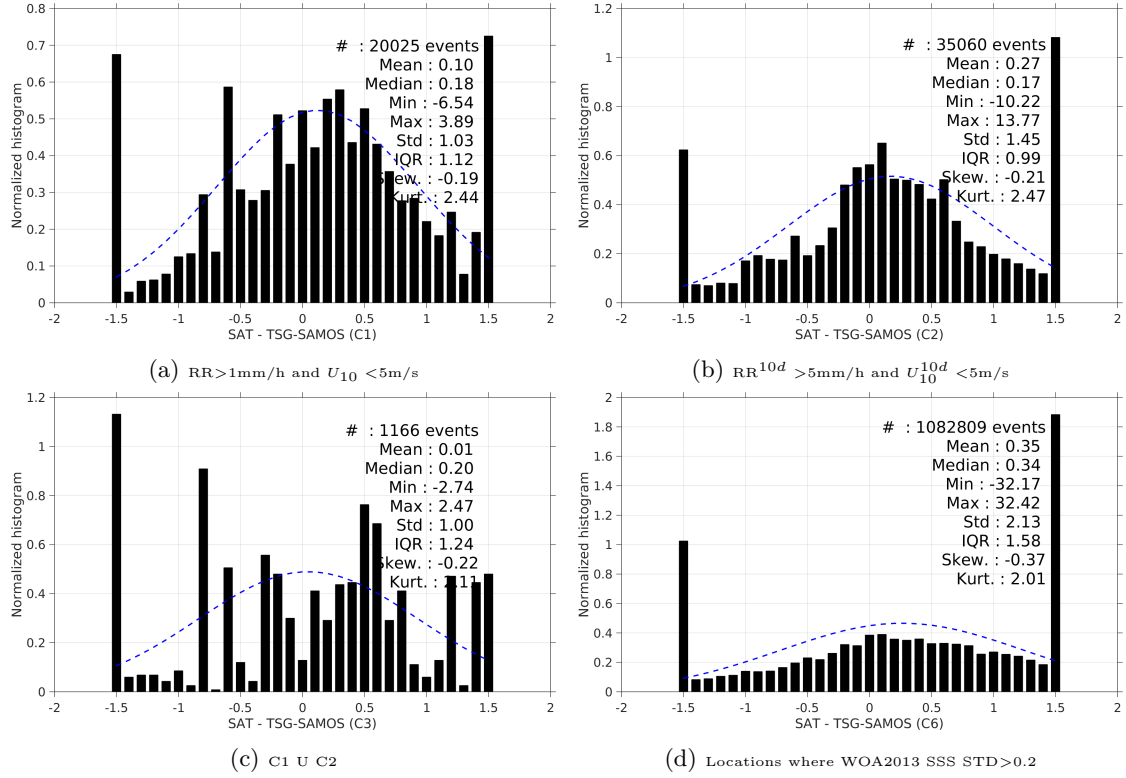 0.8
0.7
0.6
0.5
0.4
0.3
0.2
0.1
0
Normalized histogram
# : 20025 events
Mean : 0.10
Median : 0.18
Min : -6.54
Max : 3.89
Std : 1.03
IQR : 1.12
Skew. : -0.19
Kurt. : 2.44
-2 -1.5 -1 -0.5 0 0.5 1 1.5 2
SAT - TSG-SAMOS (C1)
(a) RR>1mm/h and U10 <5m/s
1.2
1
0.8
0.6
0.4
0.2
0
Normalized histogram
# : 35060 events
Mean : 0.27
Median : 0.17
Min : -10.22
Max : 13.77
Std : 1.45
IQR : 0.99
Skew. : -0.21
Kurt. : 2.47
-2 -1.5 -1 -0.5 0 0.5 1 1.5 2
SAT - TSG-SAMOS (C2)
(b) RR^10d >5mm/h and U10^10d <5m/s
1.2
1
0.8
0.6
0.4
0.2
0
Normalized histogram
# : 1166 events
Mean : 0.01
Median : 0.20
Min : -2.74
Max : 2.47
Std : 1.00
IQR : 1.24
Skew. : -0.22
Kurt. : 2.11
-2 -1.5 -1 -0.5 0 0.5 1 1.5 2
SAT - TSG-SAMOS (C3)
(c) C1 U C2
2
1.8
1.6
1.4
1.2
1
0.8
0.6
0.4
0.2
0
Normalized histogram
# : 1082809 events
Mean : 0.35
Median : 0.34
Min : -32.17
Max : 32.42
Std : 2.13
IQR : 1.58
Skew. : -0.37
Kurt. : 2.01
-2 -1.5 -1 -0.5 0 0.5 1 1.5 2
SAT - TSG-SAMOS (C6)
(d) Locations where WOA2013 SSS STD>0.2